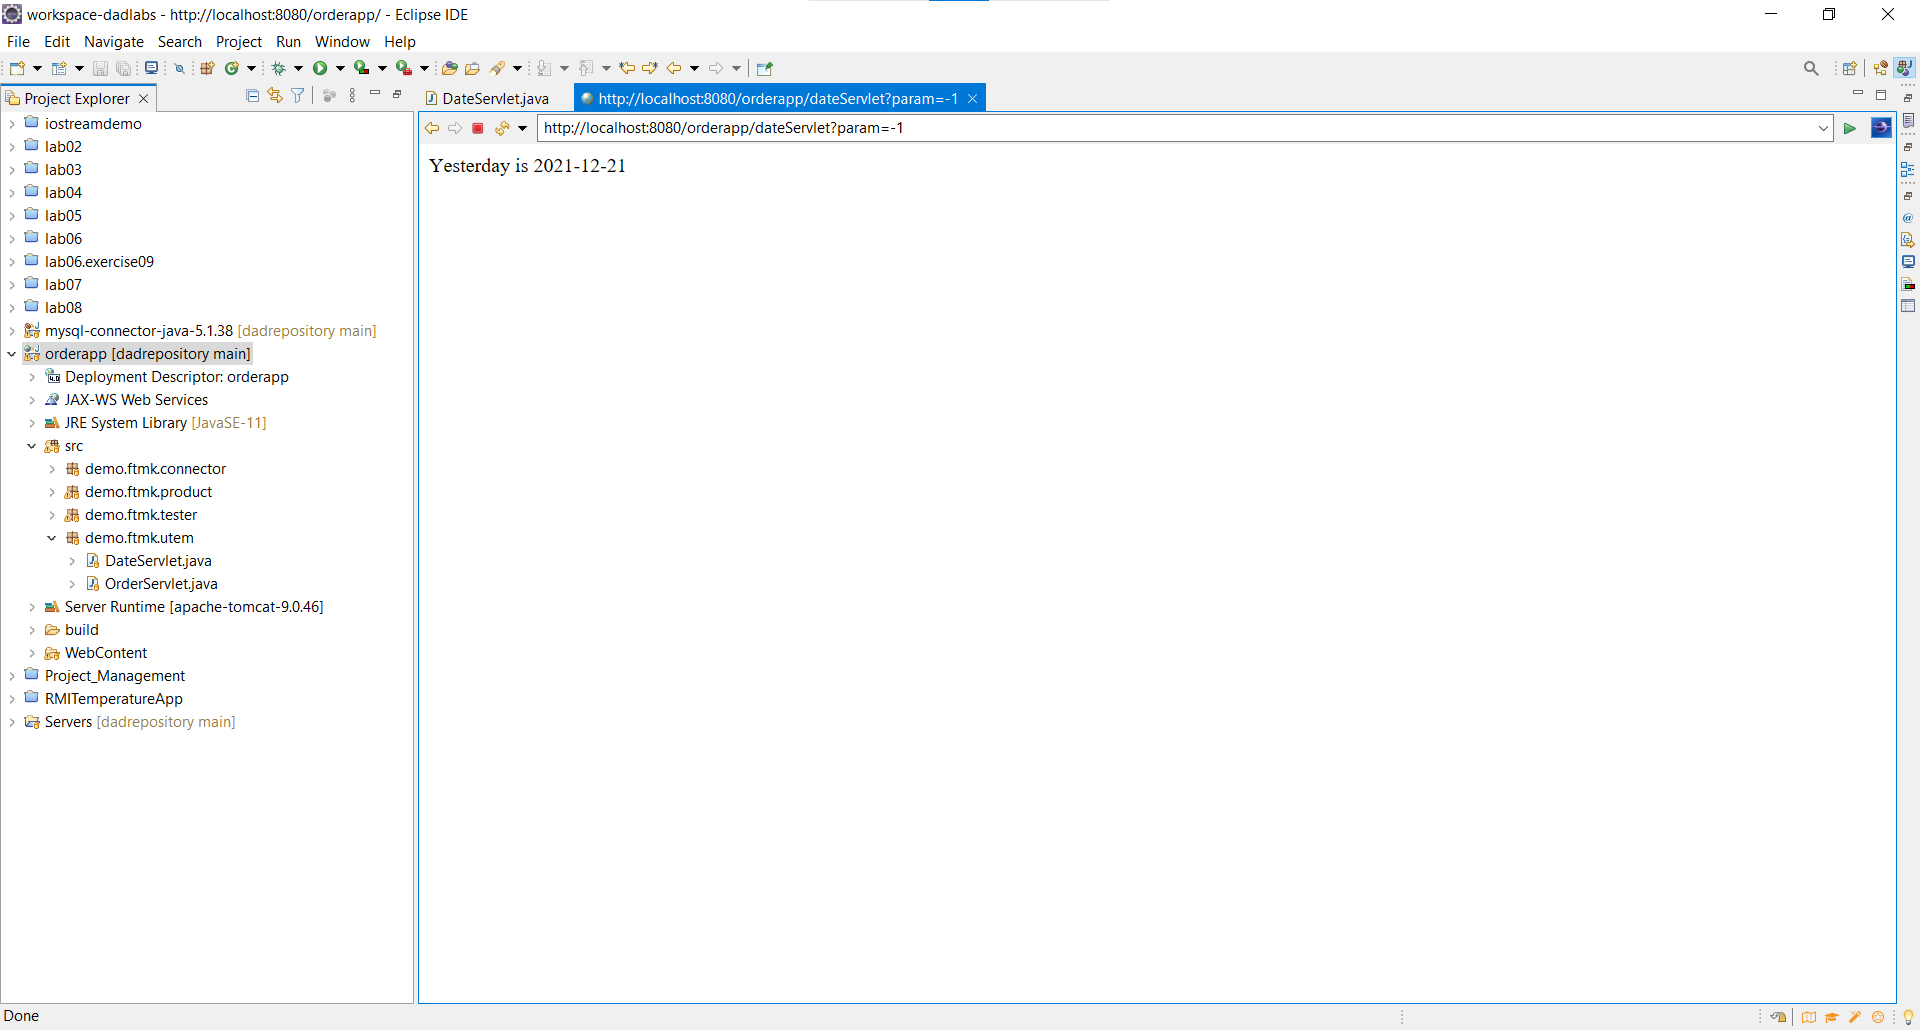 workspace-dadlabs - http://localhost:8080/orderapp/ - Eclipse IDE
File Edit Navigate Search Project Run Window Help
Project Explorer
DateServlet.java
http://localhost:8080/orderapp/dateServlet?param=-1
http://localhost:8080/orderapp/dateServlet?param=-1
Yesterday is 2021-12-21
iostreamdemo
lab02
lab03
lab04
lab05
lab06
lab06.exercise09
lab07
lab08
mysql-connector-java-5.1.38 [dadrepository main]
orderapp [dadrepository main]
Deployment Descriptor: orderapp
JAX-WS Web Services
JRE System Library [JavaSE-11]
src
demo.ftmk.connector
demo.ftmk.product
demo.ftmk.tester
demo.ftmk.utem
DateServlet.java
OrderServlet.java
Server Runtime [apache-tomcat-9.0.46]
build
WebContent
Project_Management
RMITemperatureApp
Servers [dadrepository main]
Done